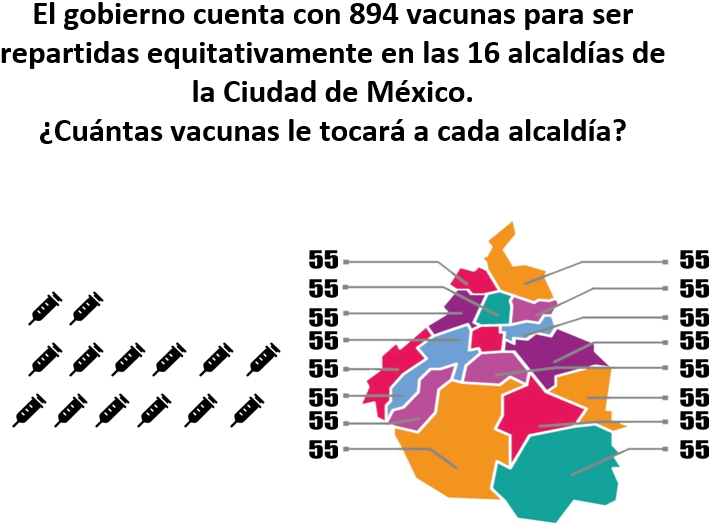 El gobierno cuenta con 894 vacunas para ser
repartidas equitativamente en las 16 alcaldías de
la Ciudad de México.
¿Cuántas vacunas le tocará a cada alcaldía?
55 55
55 55
55 55
55 55
55 55
55 55
55 55
55 55